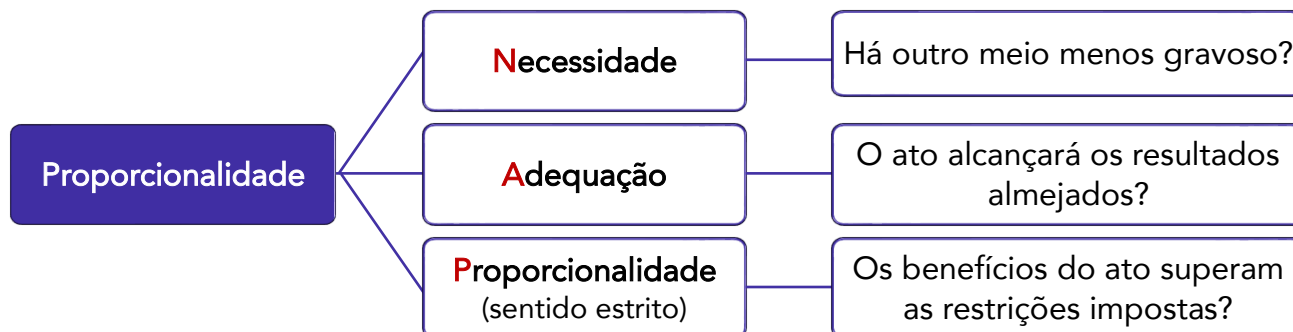 Proporcionalidade
Necessidade
Há outro meio menos gravoso?
Adequação
O ato alcançará os resultados
almejados?
Proporcionalidade
(sentido estrito)
Os benefícios do ato superam
as restrições impostas?